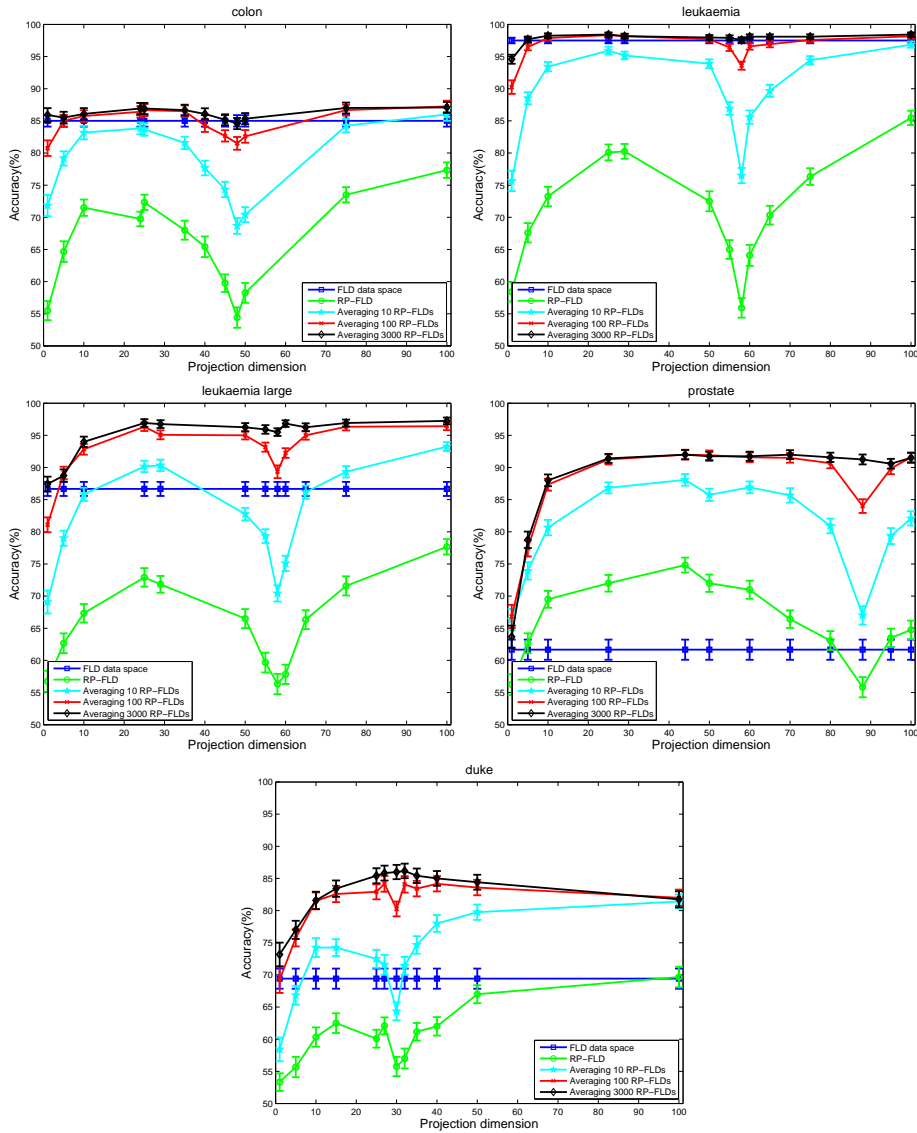 colon
100
95
90
85
80
75
70
65
60
55
50
Accuracy(%)
0 10 20 30 40 50 60 70 80 90 100
Projection dimension
FLD data space
RP−FLD
Averaging 10 RP−FLDs
Averaging 100 RP−FLDs
Averaging 3000 RP−FLDs
leukaemia
100
95
90
85
80
75
70
65
60
55
50
Accuracy(%)
0 10 20 30 40 50 60 70 80 90 100
Projection dimension
FLD data space
RP−FLD
Averaging 10 RP−FLDs
Averaging 100 RP−FLDs
Averaging 3000 RP−FLDs
leukaemia large
100
95
90
85
80
75
70
65
60
55
50
Accuracy(%)
0 10 20 30 40 50 60 70 80 90 100
Projection dimension
FLD data space
RP−FLD
Averaging 10 RP−FLDs
Averaging 100 RP−FLDs
Averaging 3000 RP−FLDs
prostate
100
95
90
85
80
75
70
65
60
55
50
Accuracy(%)
0 10 20 30 40 50 60 70 80 90 100
Projection dimension
FLD data space
RP−FLD
Averaging 10 RP−FLDs
Averaging 100 RP−FLDs
Averaging 3000 RP−FLDs
duke
100
95
90
85
80
75
70
65
60
55
50
Accuracy(%)
0 10 20 30 40 50 60 70 80 90 100
Projection dimension
FLD data space
RP−FLD
Averaging 10 RP−FLDs
Averaging 100 RP−FLDs
Averaging 3000 RP−FLDs